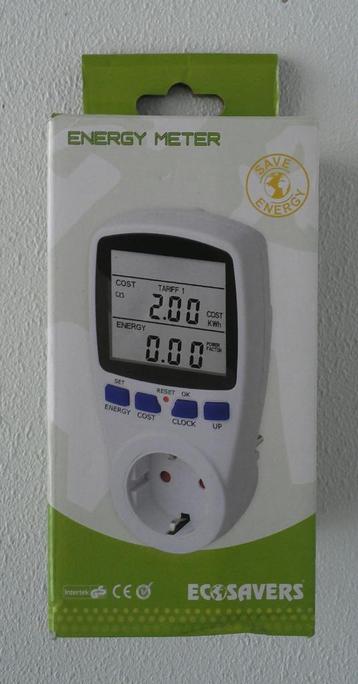 ENERGY METER
SAVE
ENERGY
COST
TARIFF 1
2.00
COST
KWh
ENERGY
0.00
POWER
FACTOR
SET
RESET
OK
ENERGY
COST
CLOCK
UP
Intertek
GS
CE
ECOSAVERS